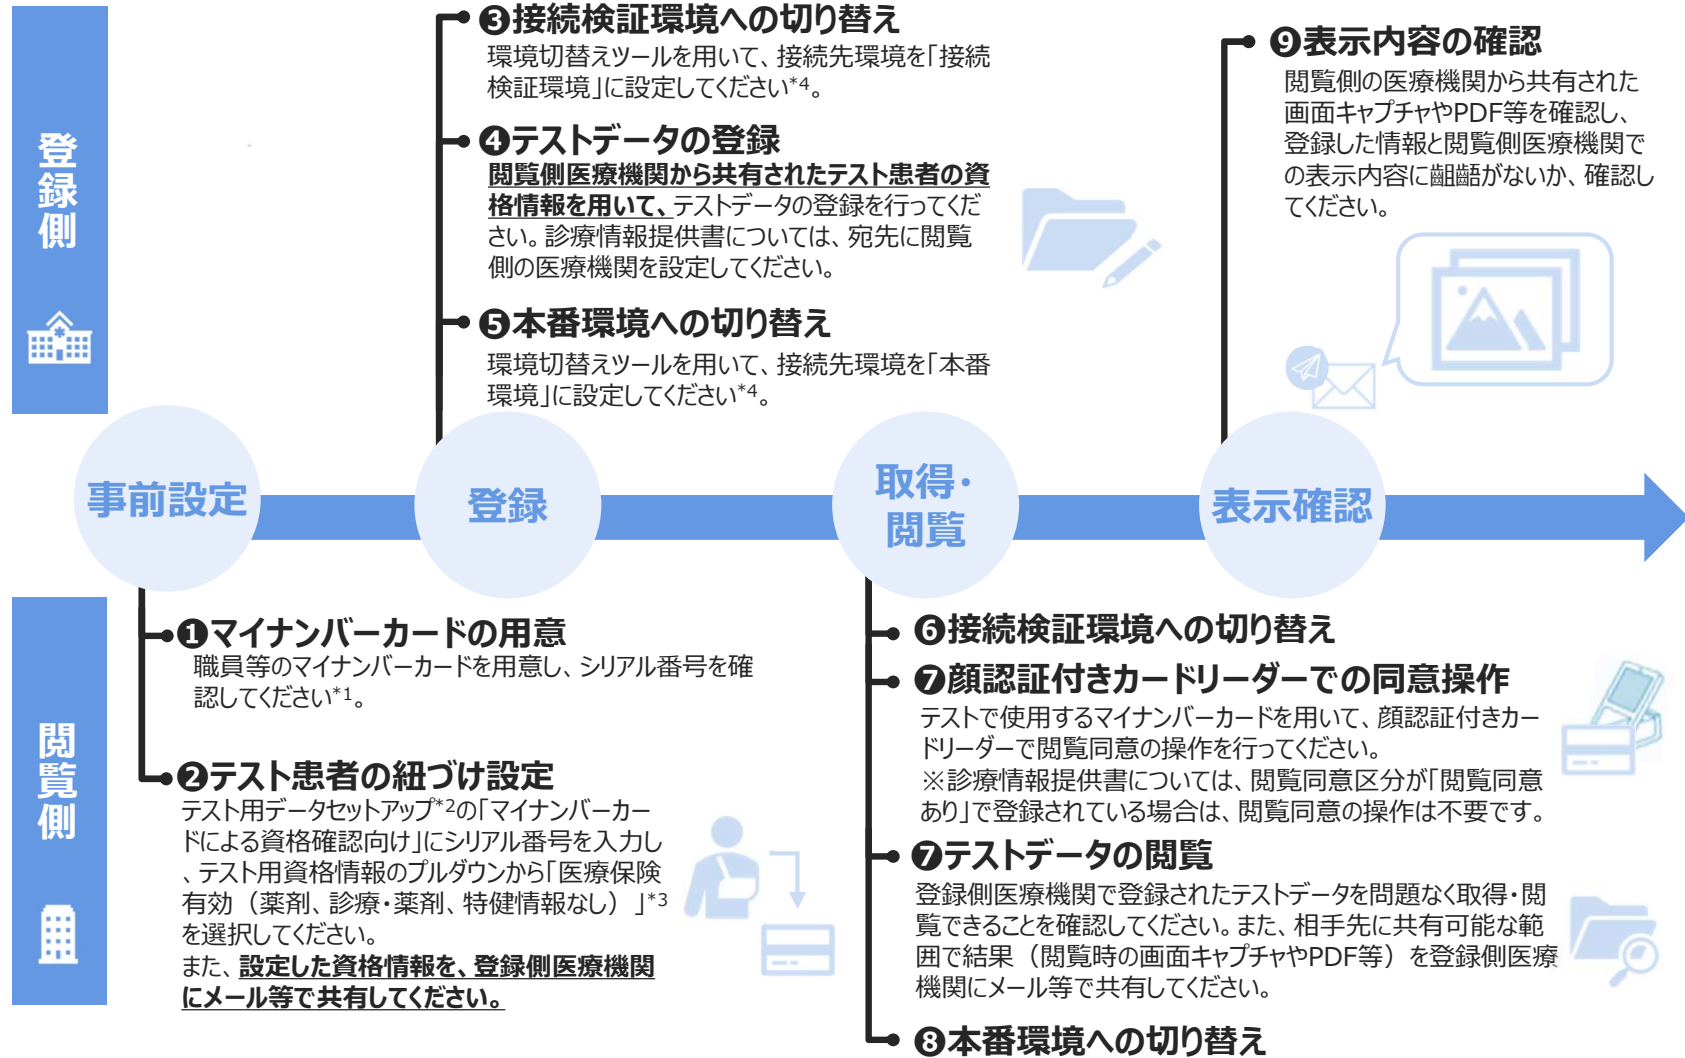 登録側
❸接続検証環境への切り替え
環境切替えツールを用いて、接続先環境を「接続
検証環境」に設定してください*4。
❹テストデータの登録
閲覧側医療機関から共有されたテスト患者の資
格情報を用いて、テストデータの登録を行ってくだ
さい。診療情報提供書については、宛先に閲覧
側の医療機関を設定してください。
❺本番環境への切り替え
環境切替えツールを用いて、接続先環境を「本番
環境」に設定してください*4。
❾表示内容の確認
閲覧側の医療機関から共有された
画面キャプチャやPDF等を確認し、
登録した情報と閲覧側医療機関で
の表示内容に齟齬がないか、確認し
てください。
事前設定
登録
取得・
閲覧
表示確認
閲覧側
❶マイナンバーカードの用意
職員等のマイナンバーカードを用意し、シリアル番号を確
認してください*1。
❷テスト患者の紐づけ設定
テスト用データセットアップ*2の「マイナンバーカー
ドによる資格確認向け」にシリアル番号を入力し
、テスト用資格情報のプルダウンから「医療保険
有効（薬剤、診療・薬剤、特健情報なし）」*3
を選択してください。
また、設定した資格情報を、登録側医療機関
にメール等で共有してください。
❻接続検証環境への切り替え
❼顔認証付きカードリーダーでの同意操作
テストで使用するマイナンバーカードを用いて、顔認証付きカー
ドリーダーで閲覧同意の操作を行ってください。
※診療情報提供書については、閲覧同意区分が「閲覧同意
あり」で登録されている場合は、閲覧同意の操作は不要です。
❼テストデータの閲覧
登録側医療機関で登録されたテストデータを問題なく取得・閲
覧できることを確認してください。また、相手先に共有可能な範
囲で結果（閲覧時の画面キャプチャやPDF等）を登録側医療
機関にメール等で共有してください。
❽本番環境への切り替え